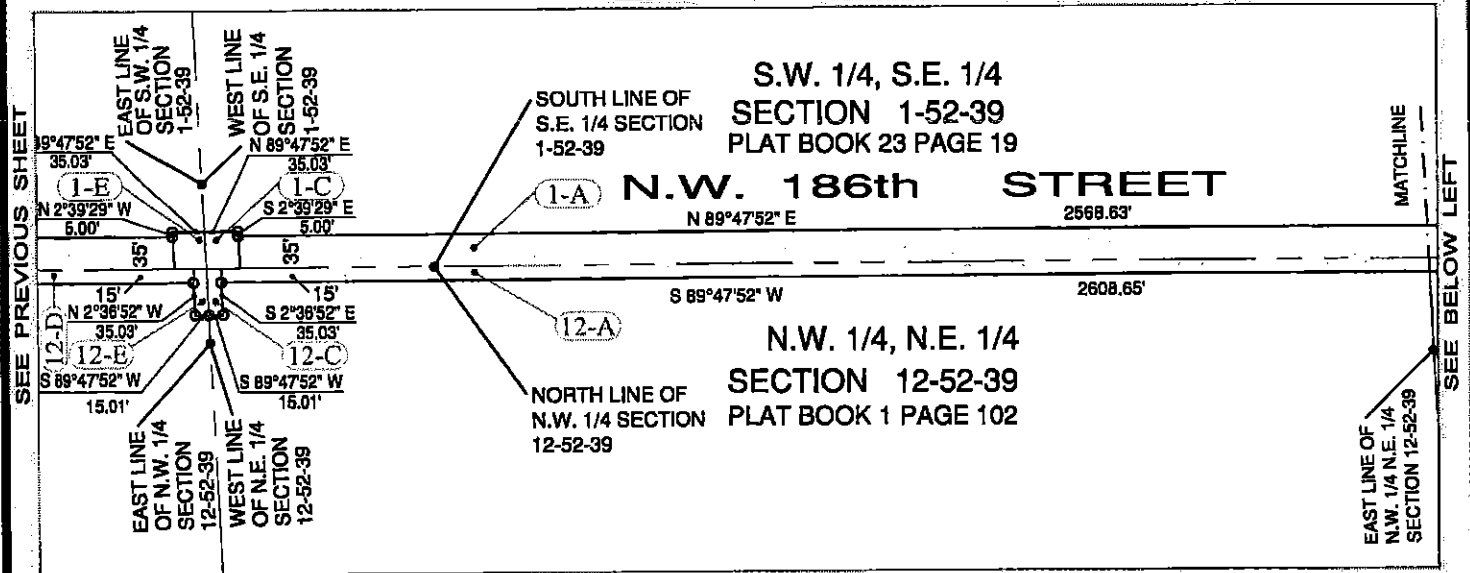 SEE PREVIOUS SHEET
EAST LINE
OF S.W. 1/4
SECTION
1-52-39
WEST LINE
OF S.E. 1/4
SECTION
1-52-39
39°47'52" E
35.03'
N 89°47'52" E
35.03'
1-E
1-C
N 2°39'29" W
5.00'
S 2°39'29" E
5.00'
35'
35'
SOUTH LINE OF
S.E. 1/4 SECTION
1-52-39
S.W. 1/4, S.E. 1/4
SECTION 1-52-39
PLAT BOOK 23 PAGE 19
1-A
N.W. 186th STREET
N 89°47'52" E
2568.63'
MATCHLINE
SEE BELOW LEFT
15'
15'
N 2°36'52" W
35.03'
S 2°36'52" E
35.03'
12-D
12-E
12-C
S 89°47'52" W
15.01'
S 89°47'52" W
15.01'
S 89°47'52" W
2608.65'
12-A
N.W. 1/4, N.E. 1/4
SECTION 12-52-39
PLAT BOOK 1 PAGE 102
NORTH LINE OF
N.W. 1/4 SECTION
12-52-39
EAST LINE
OF N.W. 1/4
SECTION
12-52-39
WEST LINE
OF N.E. 1/4
SECTION
12-52-39
EAST LINE OF
N.W. 1/4 N.E. 1/4
SECTION 12-52-39